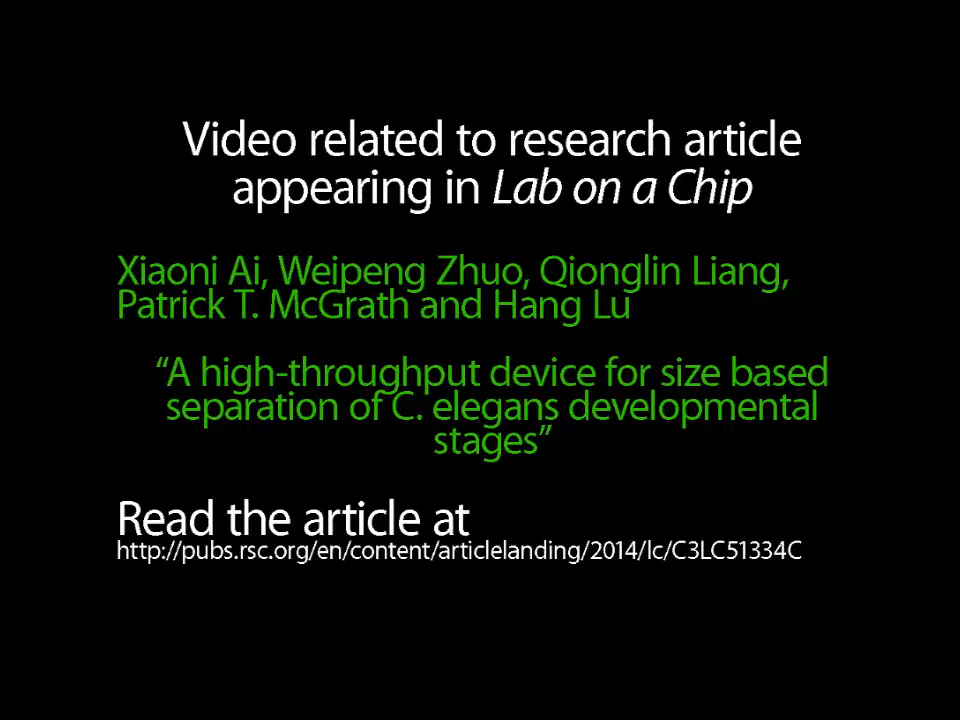 Video related to research article
appearing in Lab on a Chip
Xiaoni Ai, Weipeng Zhuo, Qionglin Liang,
Patrick T. McGrath and Hang Lu
“A high-throughput device for size based
separation of C. elegans developmental
stages”
Read the article at
http://pubs.rsc.org/en/content/articlelanding/2014/lc/C3LC51334C